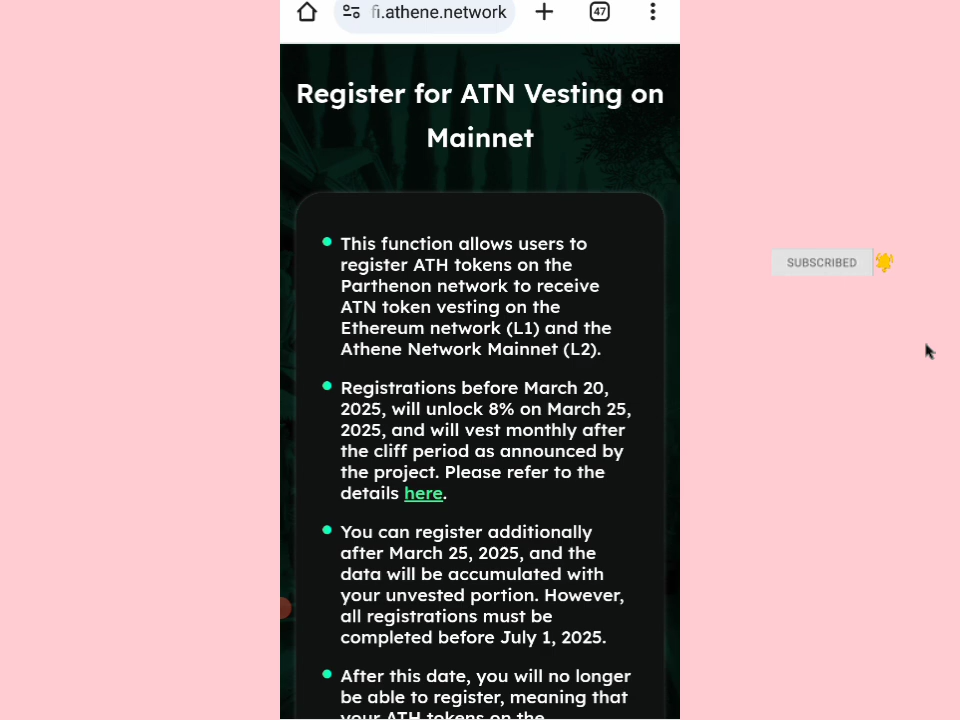 fi.athene.network
47
Register for ATN Vesting on
Mainnet
This function allows users to
register ATH tokens on the
Parthenon network to receive
ATN token vesting on the
Ethereum network (L1) and the
Athene Network Mainnet (L2).
Registrations before March 20,
2025, will unlock 8% on March 25,
2025, and will vest monthly after
the cliff period as announced by
the project. Please refer to the
details here.
You can register additionally
after March 25, 2025, and the
data will be accumulated with
your unvested portion. However,
all registrations must be
completed before July 1, 2025.
After this date, you will no longer
be able to register, meaning that
your ATH tokens on the
SUBSCRIBED